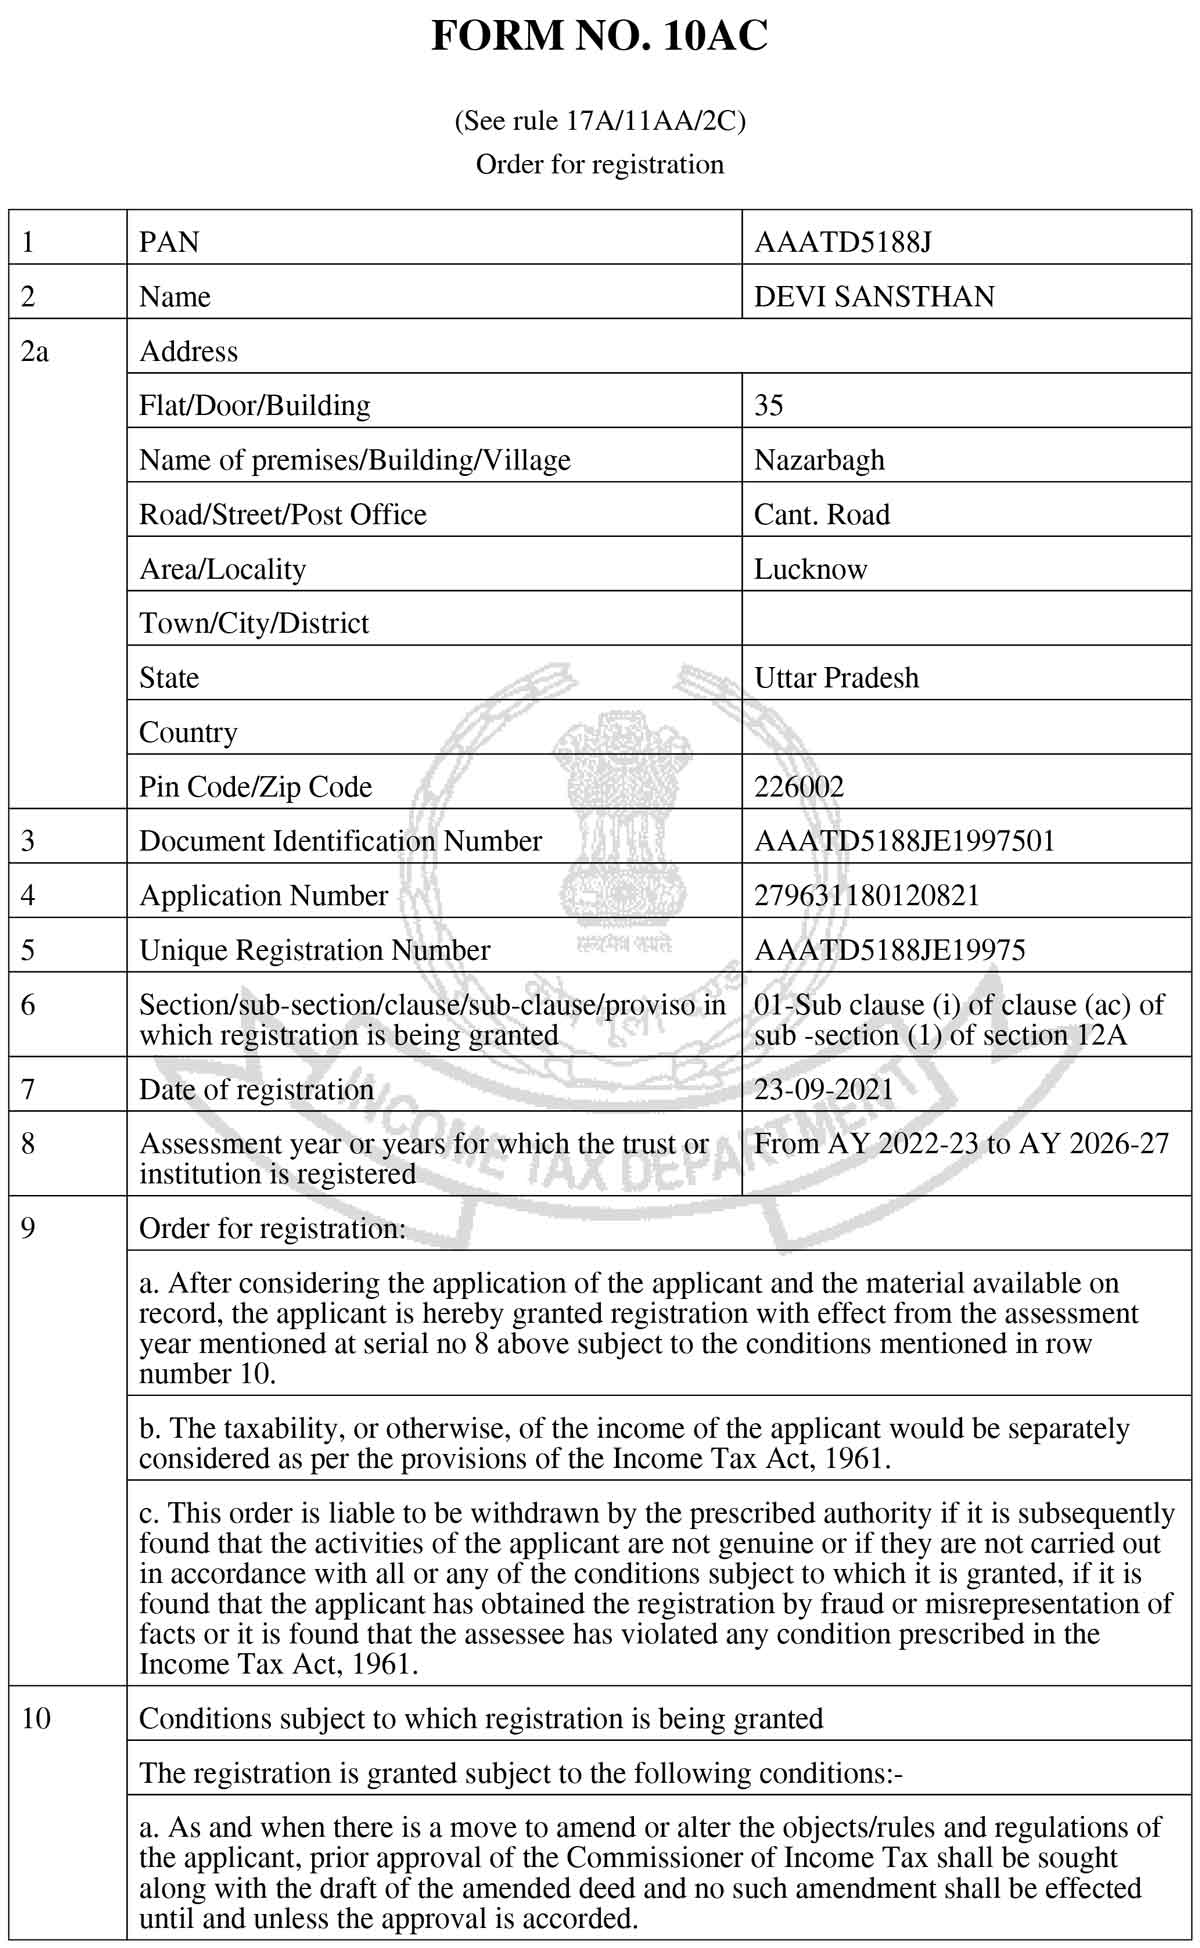 FORM NO. 10AC
(See rule 17A/11AA/2C)
Order for registration
1 PAN AAATD5188J
2 Name DEVI SANSTHAN
2a Address
Flat/Door/Building 35
Name of premises/Building/Village Nazarbagh
Road/Street/Post Office Cant. Road
Area/Locality Lucknow
Town/City/District
State Uttar Pradesh
Country
Pin Code/Zip Code 226002
3 Document Identification Number AAATD5188JE1997501
4 Application Number 279631180120821
सत्यमेव जयते
5 Unique Registration Number AAATD5188JE19975
6 Section/sub-section/clause/sub-clause/proviso in 01-Sub clause (i) of clause (ac) of
which registration is being granted sub -section (1) of section 12A
7 Date of registration 23-09-2021
INCOME TAX DEPARTMENT
8 Assessment year or years for which the trust or From AY 2022-23 to AY 2026-27
institution is registered
9 Order for registration:
a. After considering the application of the applicant and the material available on
record, the applicant is hereby granted registration with effect from the assessment
year mentioned at serial no 8 above subject to the conditions mentioned in row
number 10.
b. The taxability, or otherwise, of the income of the applicant would be separately
considered as per the provisions of the Income Tax Act, 1961.
c. This order is liable to be withdrawn by the prescribed authority if it is subsequently
found that the activities of the applicant are not genuine or if they are not carried out
in accordance with all or any of the conditions subject to which it is granted, if it is
found that the applicant has obtained the registration by fraud or misrepresentation of
facts or it is found that the assessee has violated any condition prescribed in the
Income Tax Act, 1961.
10 Conditions subject to which registration is being granted
The registration is granted subject to the following conditions:-
a. As and when there is a move to amend or alter the objects/rules and regulations of
the applicant, prior approval of the Commissioner of Income Tax shall be sought
along with the draft of the amended deed and no such amendment shall be effected
until and unless the approval is accorded.